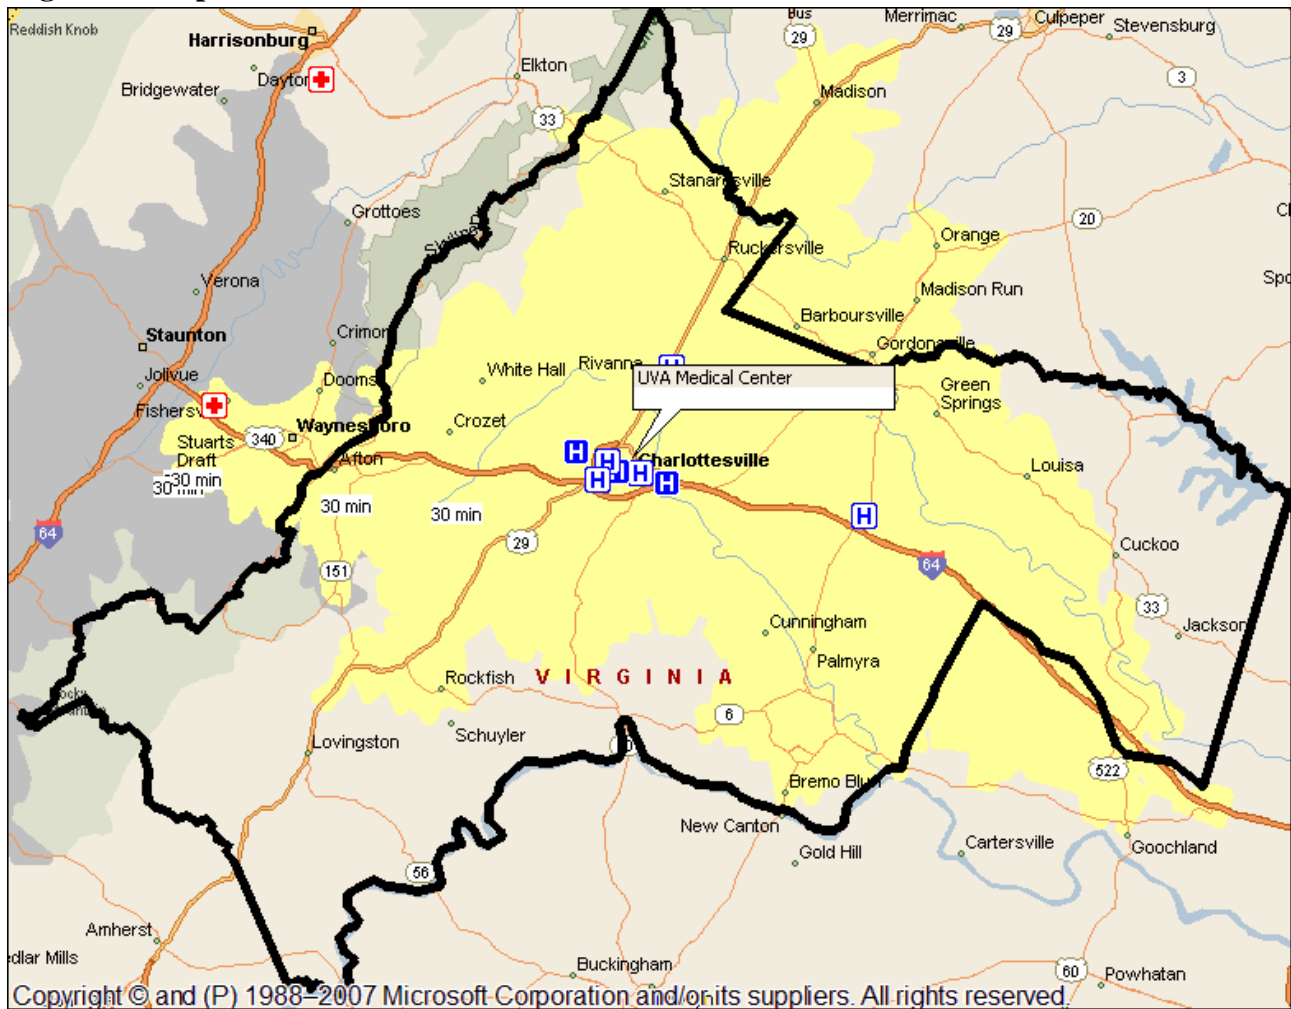 Reddish Knob
Harrisonburg
Dayton
Bridgewater
Elkton
33
Bus
29
Merrimac
29
Culpeper
Stevensburg
3
Madison
Stanardsville
Grottoes
20
Orange
Ruckersville
Verona
Madison Run
Barboursville
Staunton
Gordonsville
Jolivue
Dooms
White Hall
Rivanna
UVA Medical Center
Green
Springs
340
Waynesboro
Crozet
Stuarts
Draft
Afton
H
H
H
H
H
H
Charlottesville
Louisa
30 min
30 min
30 min
H
64
29
64
Cuckoo
151
33
Cunningham
Jackson
Palmyra
Rockfish
VIRGINIA
6
Schuyler
Lovingston
522
Bremo Bluff
New Canton
Gold Hill
Cartersville
Goochland
56
Amherst
edlar Mills
Buckingham
60
Powhatan
Copyright © and (P) 1988–2007 Microsoft Corporation and/or its suppliers. All rights reserved.